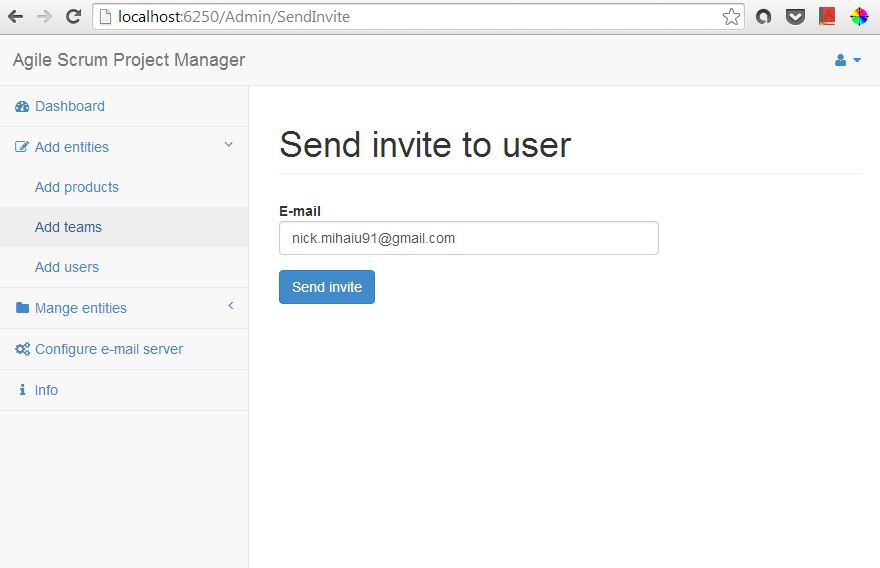 localhost:6250/Admin/SendInvite
Agile Scrum Project Manager
Dashboard
Add entities
Add products
Add teams
Add users
Mange entities
Configure e-mail server
Info
Send invite to user
E-mail
nick.mihaiu91@gmail.com
Send invite